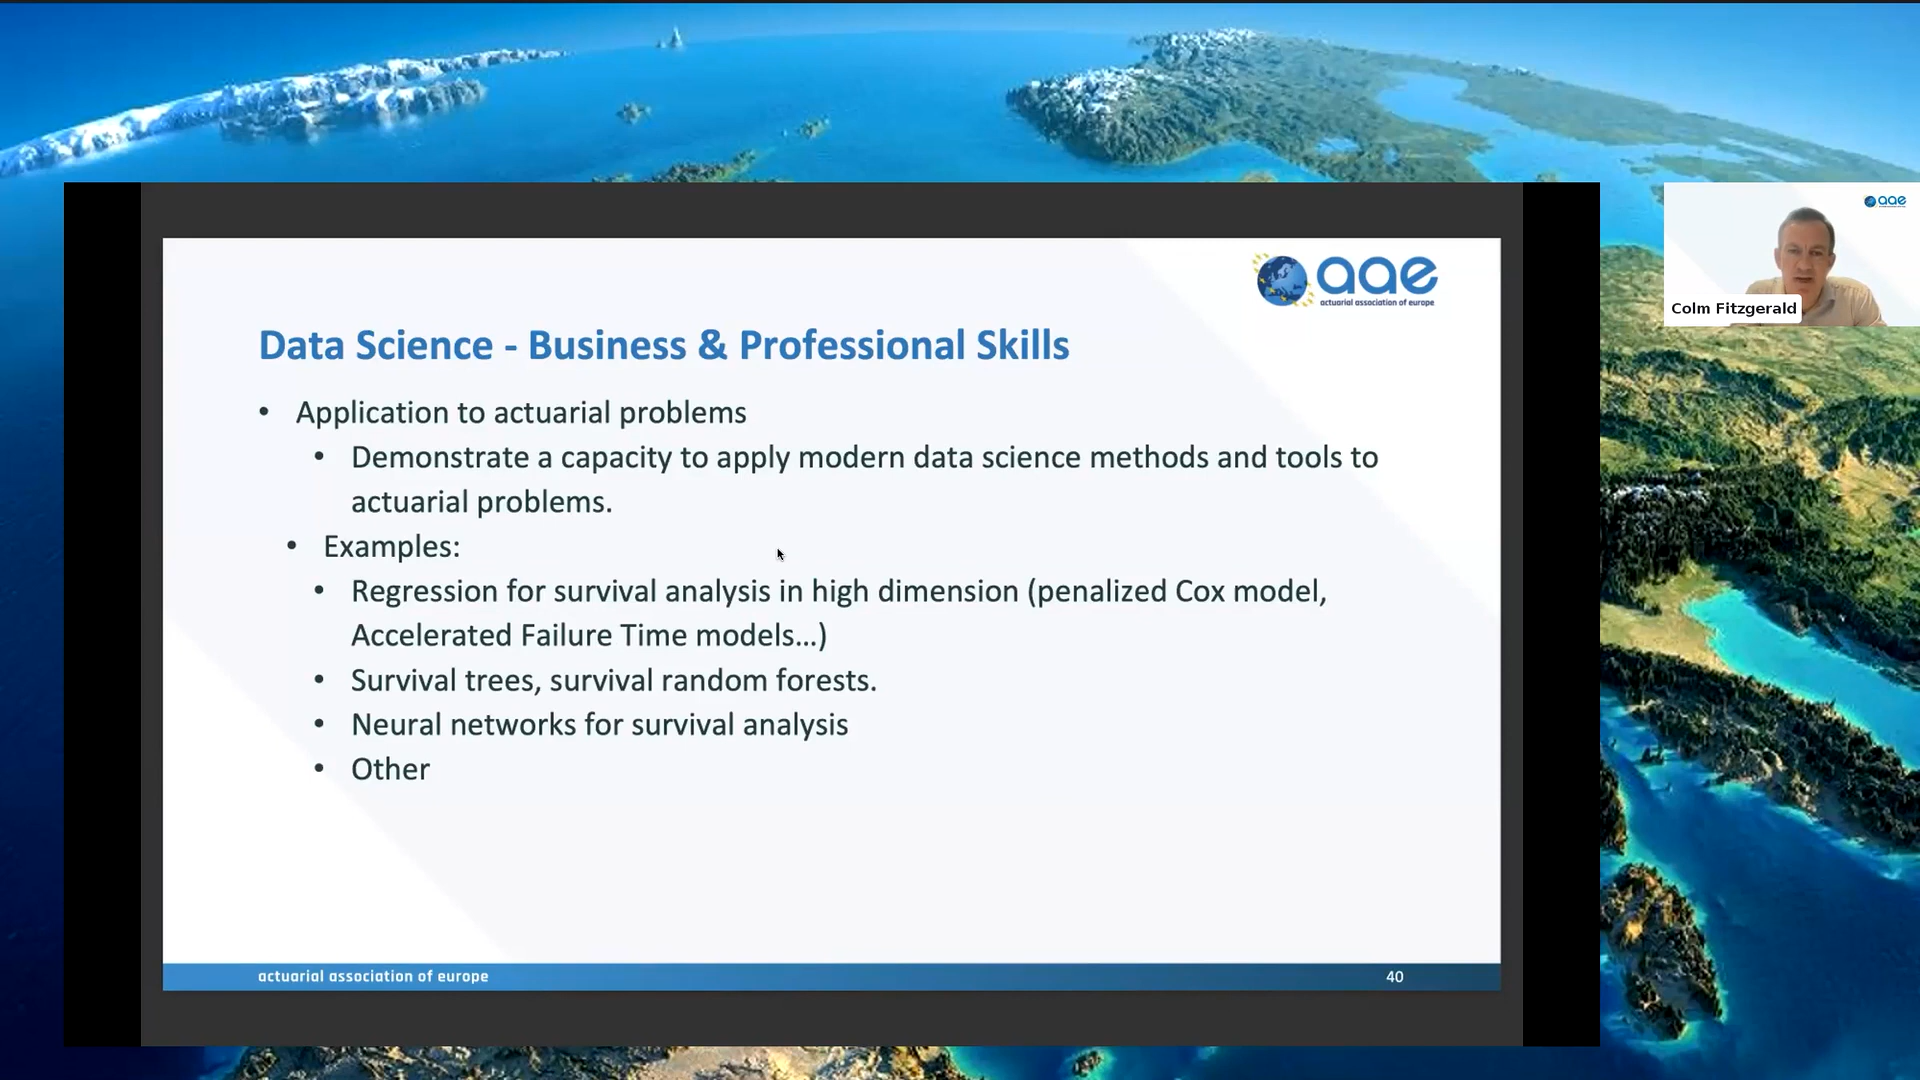 aae
actuarial association of europe
Data Science - Business & Professional Skills
• Application to actuarial problems
• Demonstrate a capacity to apply modern data science methods and tools to
actuarial problems.
• Examples:
• Regression for survival analysis in high dimension (penalized Cox model,
Accelerated Failure Time models...)
• Survival trees, survival random forests.
• Neural networks for survival analysis
• Other
actuarial association of europe
40
aae
Colm Fitzgerald